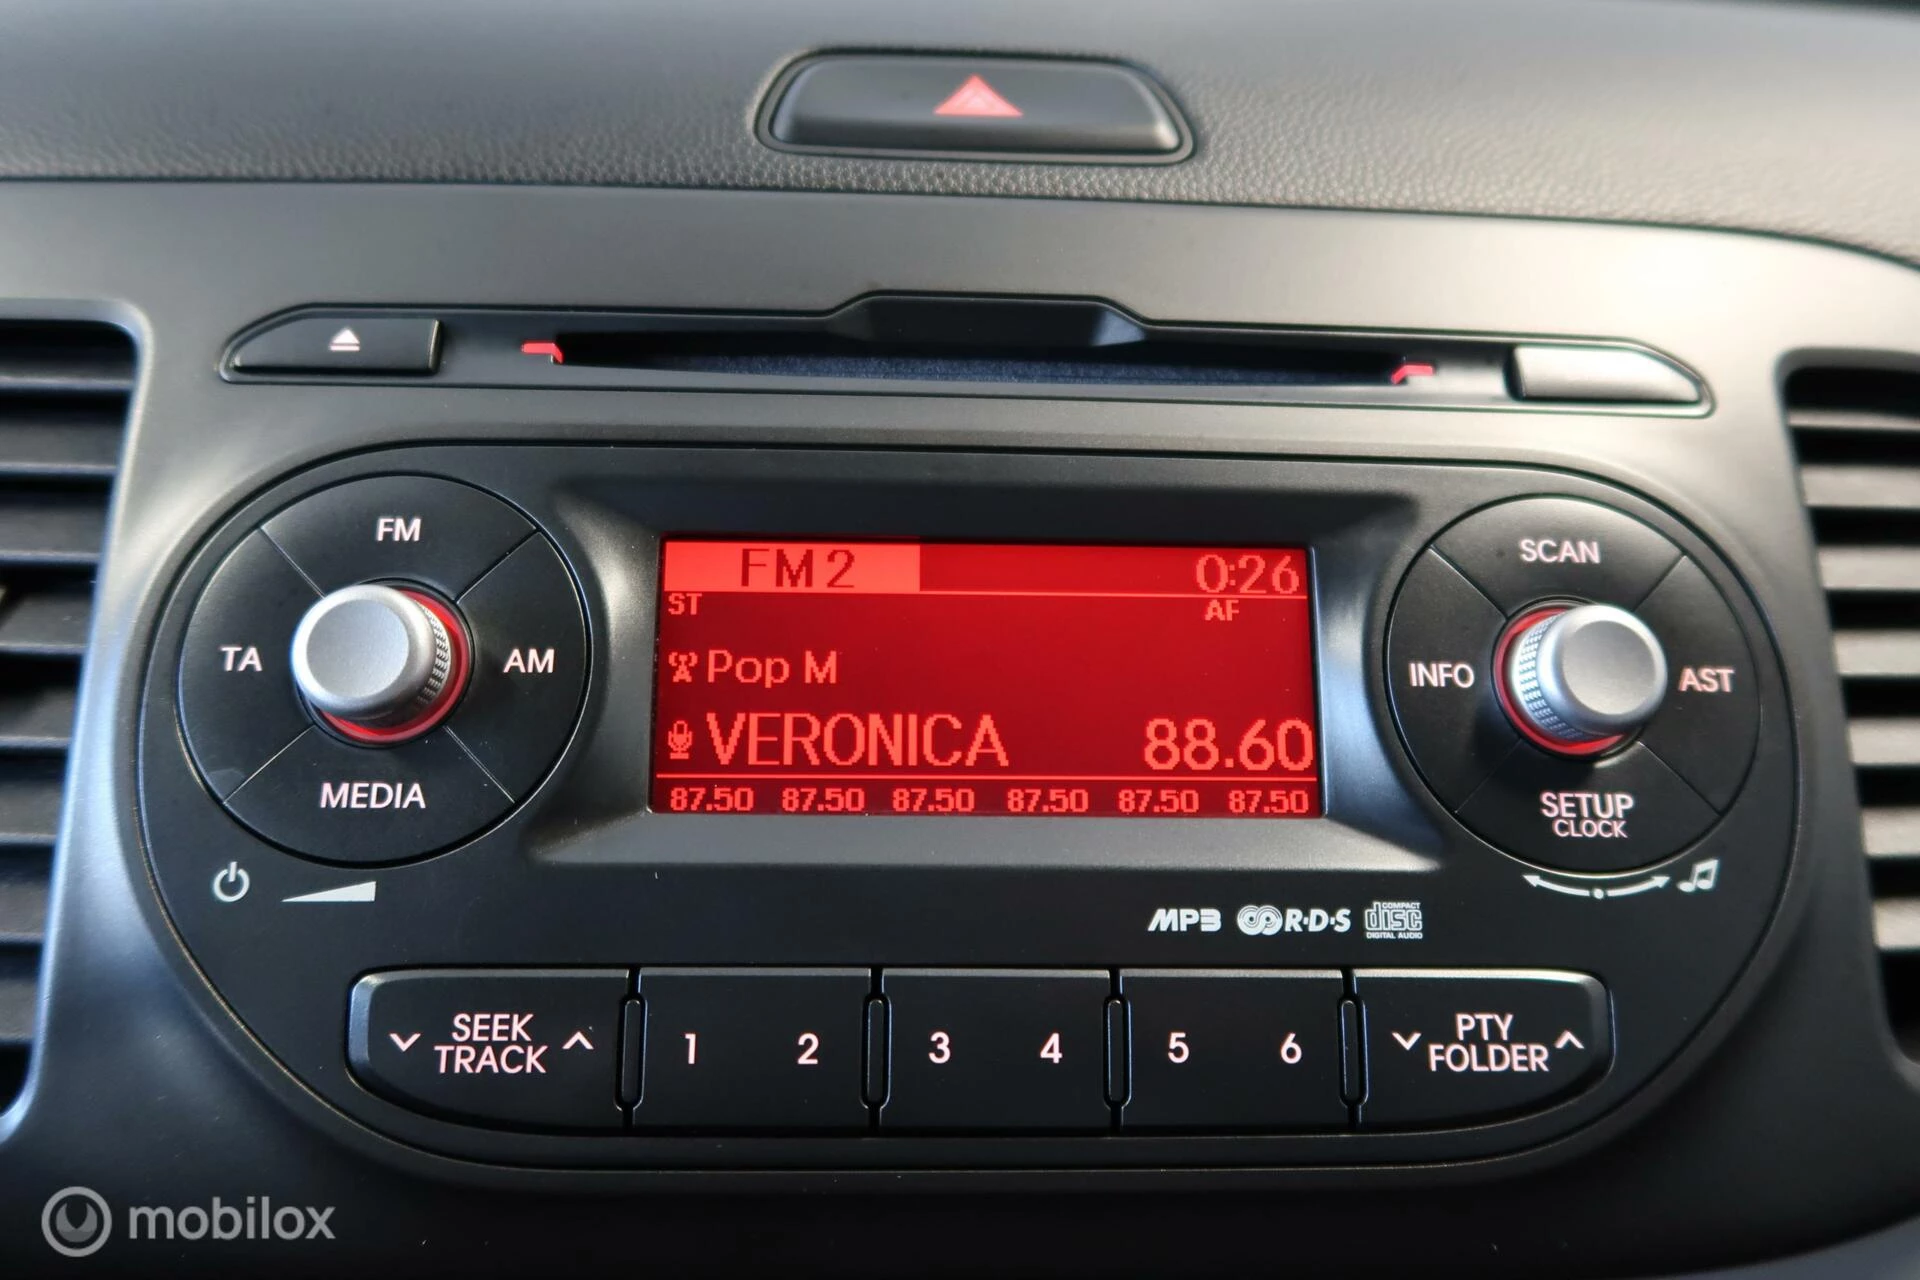 FM2 0:26
ST AF
Pop M
VERONICA 88.60
87.50 87.50 87.50 87.50 87.50 87.50
FM
TA
AM
MEDIA
SCAN
INFO
AST
SETUP
CLOCK
MP3 R·D·S COMPACT
disc
DIGITAL AUDIO
SEEK
TRACK
1 2 3 4 5 6
PTY
FOLDER
mobilox